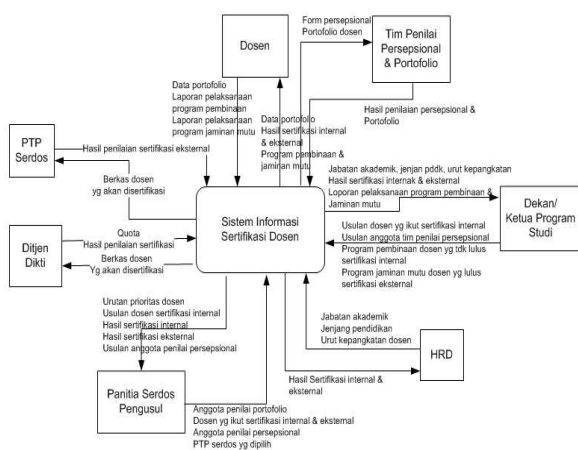 Dosen
Form persepsional
Portofolio dosen
Tim Penilai
Persepsional
& Portofolio
Data portofolio
Laporan pelaksanaan
program pembinaan
Laporan pelaksanaan
program jaminan mutu
Data portofolio
Hasil sertifikasi internal
& eksternal
Program pembinaan &
jaminan mutu
Hasil penilaian persepsional &
Portofolio
PTP
Serdos
Hasil penilaian sertifikasi eksternal
Berkas dosen
yg akan disertifikasi
Jabatan akademik, jenjan pddk, urut kepangkatan
Hasil sertifikasi internak & eksternal
Loporan pelaksanaan program pembinaan &
Jaminan mutu
Sistem Informasi
Sertifikasi Dosen
Dekan/
Ketua Program
Studi
Ditjen
Dikti
Quota
Hasil penilaian sertifikasi
Berkas dosen
Yg akan disertifikasi
Usulan dosen yg ikut sertifikasi internal
Usulan anggota tim penilai persepsional
Program pembinaan dosen yg tdk lulus
sertifikasi internal
Program jaminan mutu dosen yg lulus
sertifikasi eksternal
Urutan prioritas dosen
Usulan dosen sertifikasi internal
Hasil sertifikasi internal
Hasil sertifikasi eksternal
Usulan anggota penilai persepsional
Jabatan akademik
Jenjang pendidikan
Urut kepangkatan dosen
HRD
Hasil Sertifikasi internal &
eksternal
Panitia Serdos
Pengusul
Anggota penilai portofolio
Dosen yg ikut sertifikasi internal & eksternal
Anggota penilai persepsional
PTP serdos yg dipilih